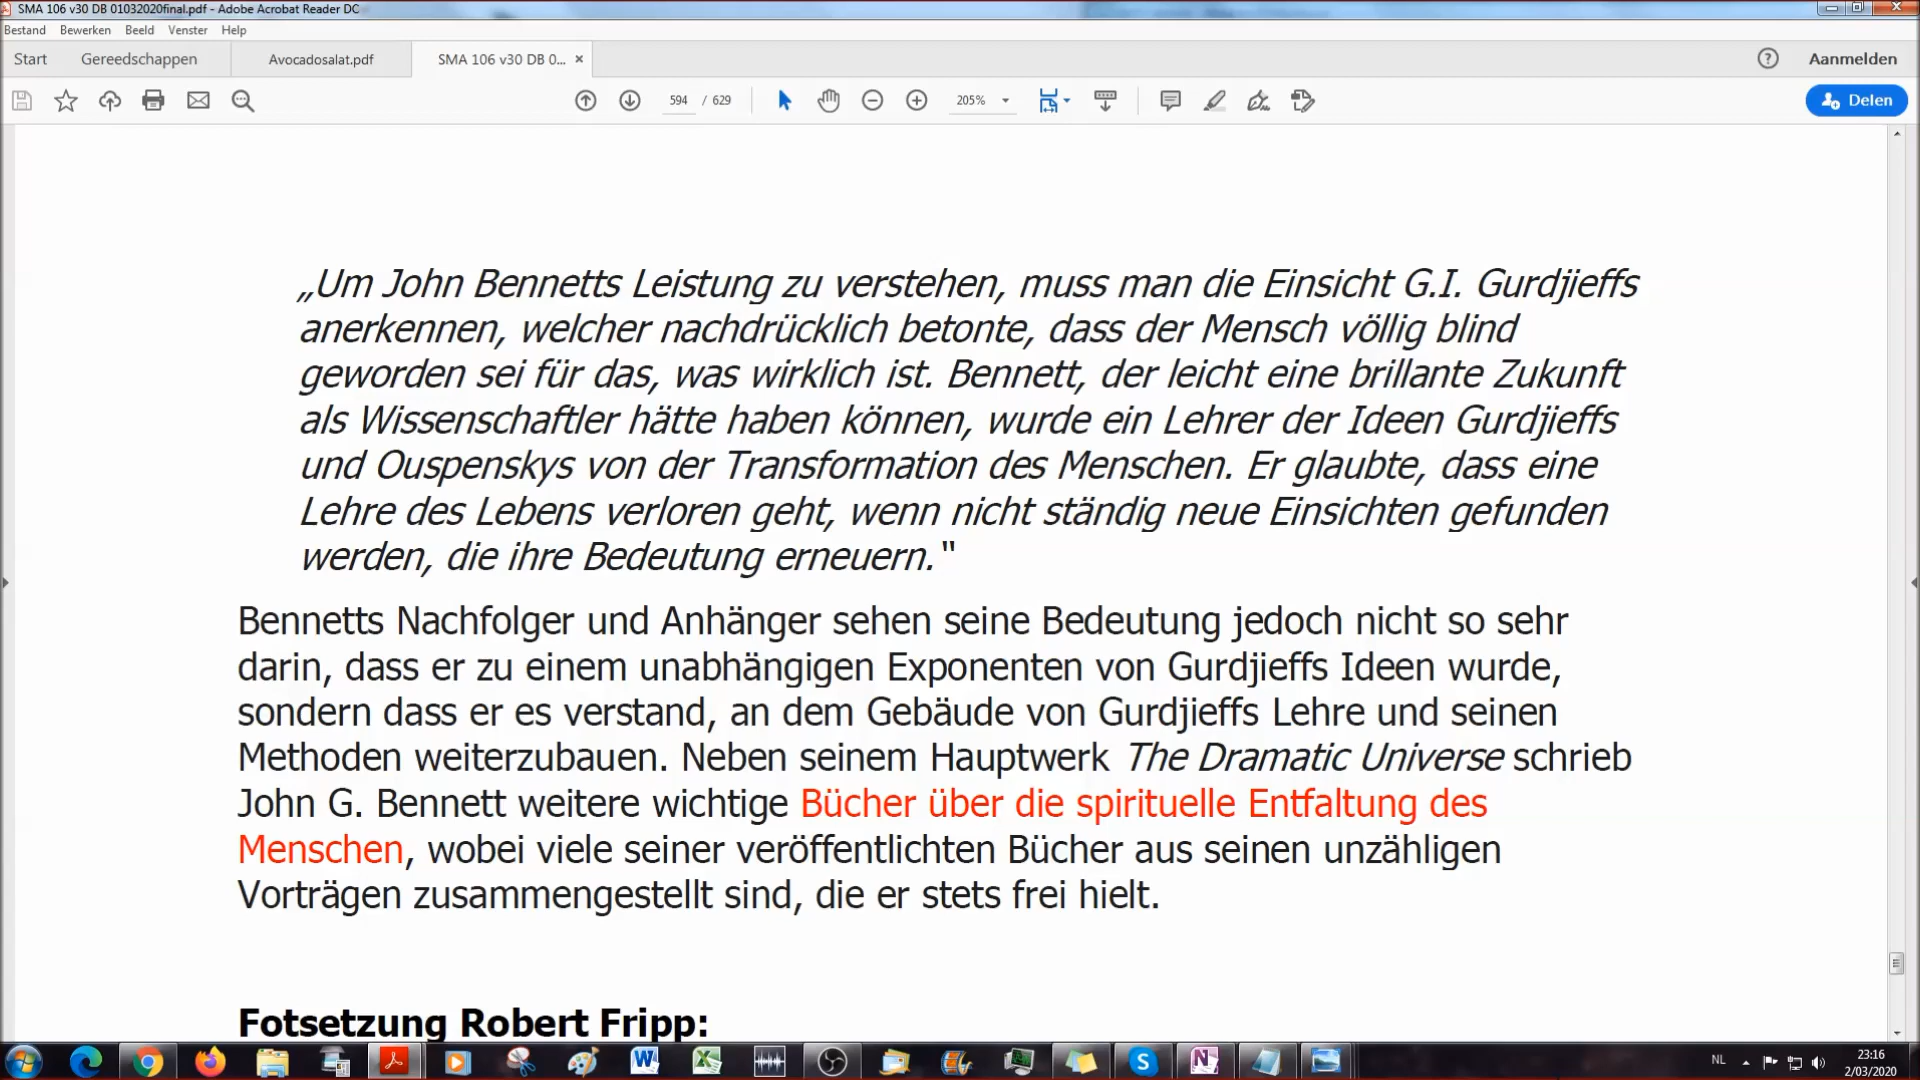 SMA 106 v30 DB 01032020final.pdf - Adobe Acrobat Reader DC
Bestand Bewerken Beeld Venster Help
Start Gereedschappen Avocadosalat.pdf SMA 106 v30 DB 0... × Aanmelden
594 / 629 205% Delen
„Um John Bennetts Leistung zu verstehen, muss man die Einsicht G.I. Gurdjieffs
anerkennen, welcher nachdrücklich betonte, dass der Mensch völlig blind
geworden sei für das, was wirklich ist. Bennett, der leicht eine brillante Zukunft
als Wissenschaftler hätte haben können, wurde ein Lehrer der Ideen Gurdjieffs
und Ouspenskys von der Transformation des Menschen. Er glaubte, dass eine
Lehre des Lebens verloren geht, wenn nicht ständig neue Einsichten gefunden
werden, die ihre Bedeutung erneuern."
Bennetts Nachfolger und Anhänger sehen seine Bedeutung jedoch nicht so sehr
darin, dass er zu einem unabhängigen Exponenten von Gurdjieffs Ideen wurde,
sondern dass er es verstand, an dem Gebäude von Gurdjieffs Lehre und seinen
Methoden weiterzubauen. Neben seinem Hauptwerk The Dramatic Universe schrieb
John G. Bennett weitere wichtige Bücher über die spirituelle Entfaltung des
Menschen, wobei viele seiner veröffentlichten Bücher aus seinen unzähligen
Vorträgen zusammengestellt sind, die er stets frei hielt.
Fotsetzung Robert Fripp:
NL 23:16
2/03/2020